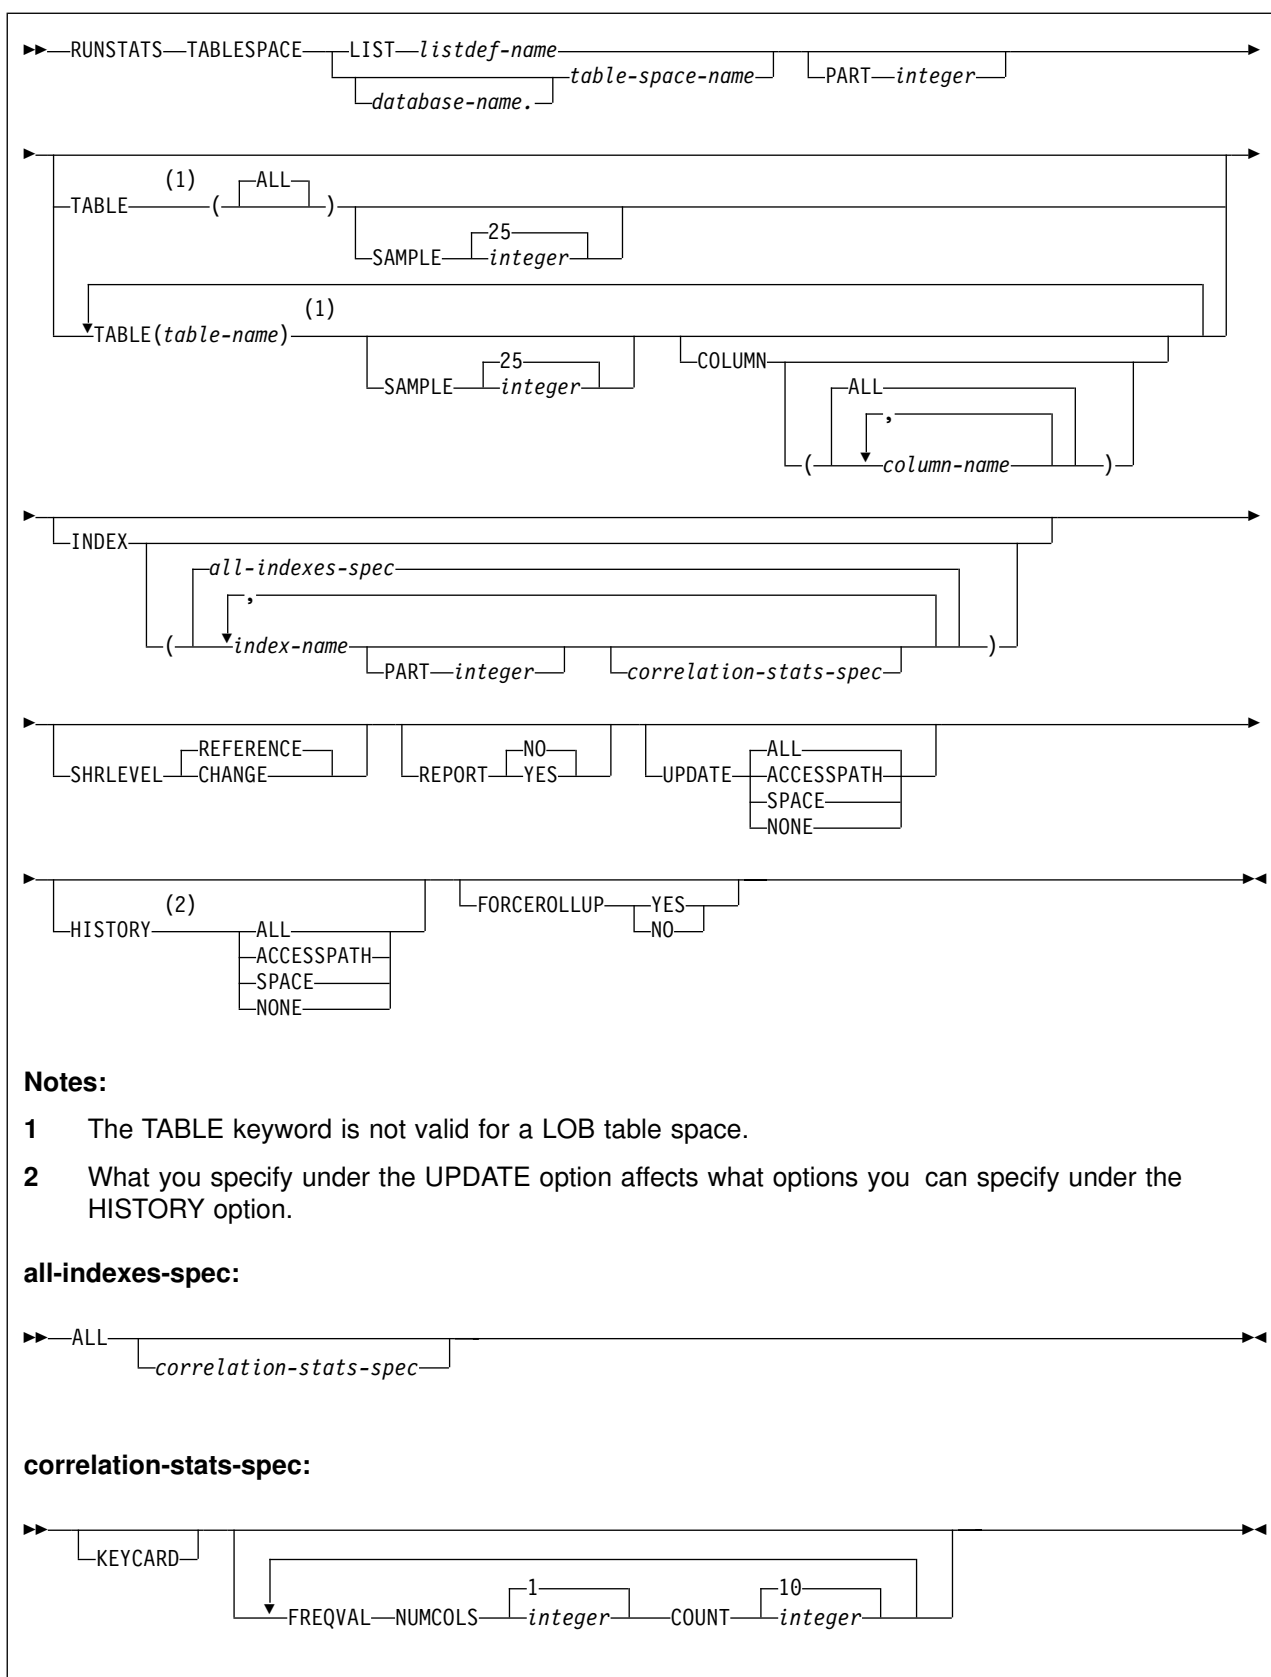 RUNSTATS TABLESPACE LIST listdef-name
table-space-name PART integer
database-name.
(1) ALL
TABLE ( )
25
SAMPLE integer
(1)
TABLE(table-name)
25 COLUMN
SAMPLE integer ALL
,
( column-name )
INDEX
all-indexes-spec
,
( index-name )
PART integer correlation-stats-spec
REFERENCE NO ALL
SHRLEVEL CHANGE REPORT YES UPDATE ACCESSPATH
SPACE
NONE
(2) FORCEROLLUP YES
HISTORY ALL NO
ACCESSPATH
SPACE
NONE
Notes:
1 The TABLE keyword is not valid for a LOB table space.
2 What you specify under the UPDATE option affects what options you can specify under the
HISTORY option.
all-indexes-spec:
ALL
correlation-stats-spec
correlation-stats-spec:
KEYCARD
1 10
FREQVAL NUMCOLS integer COUNT integer